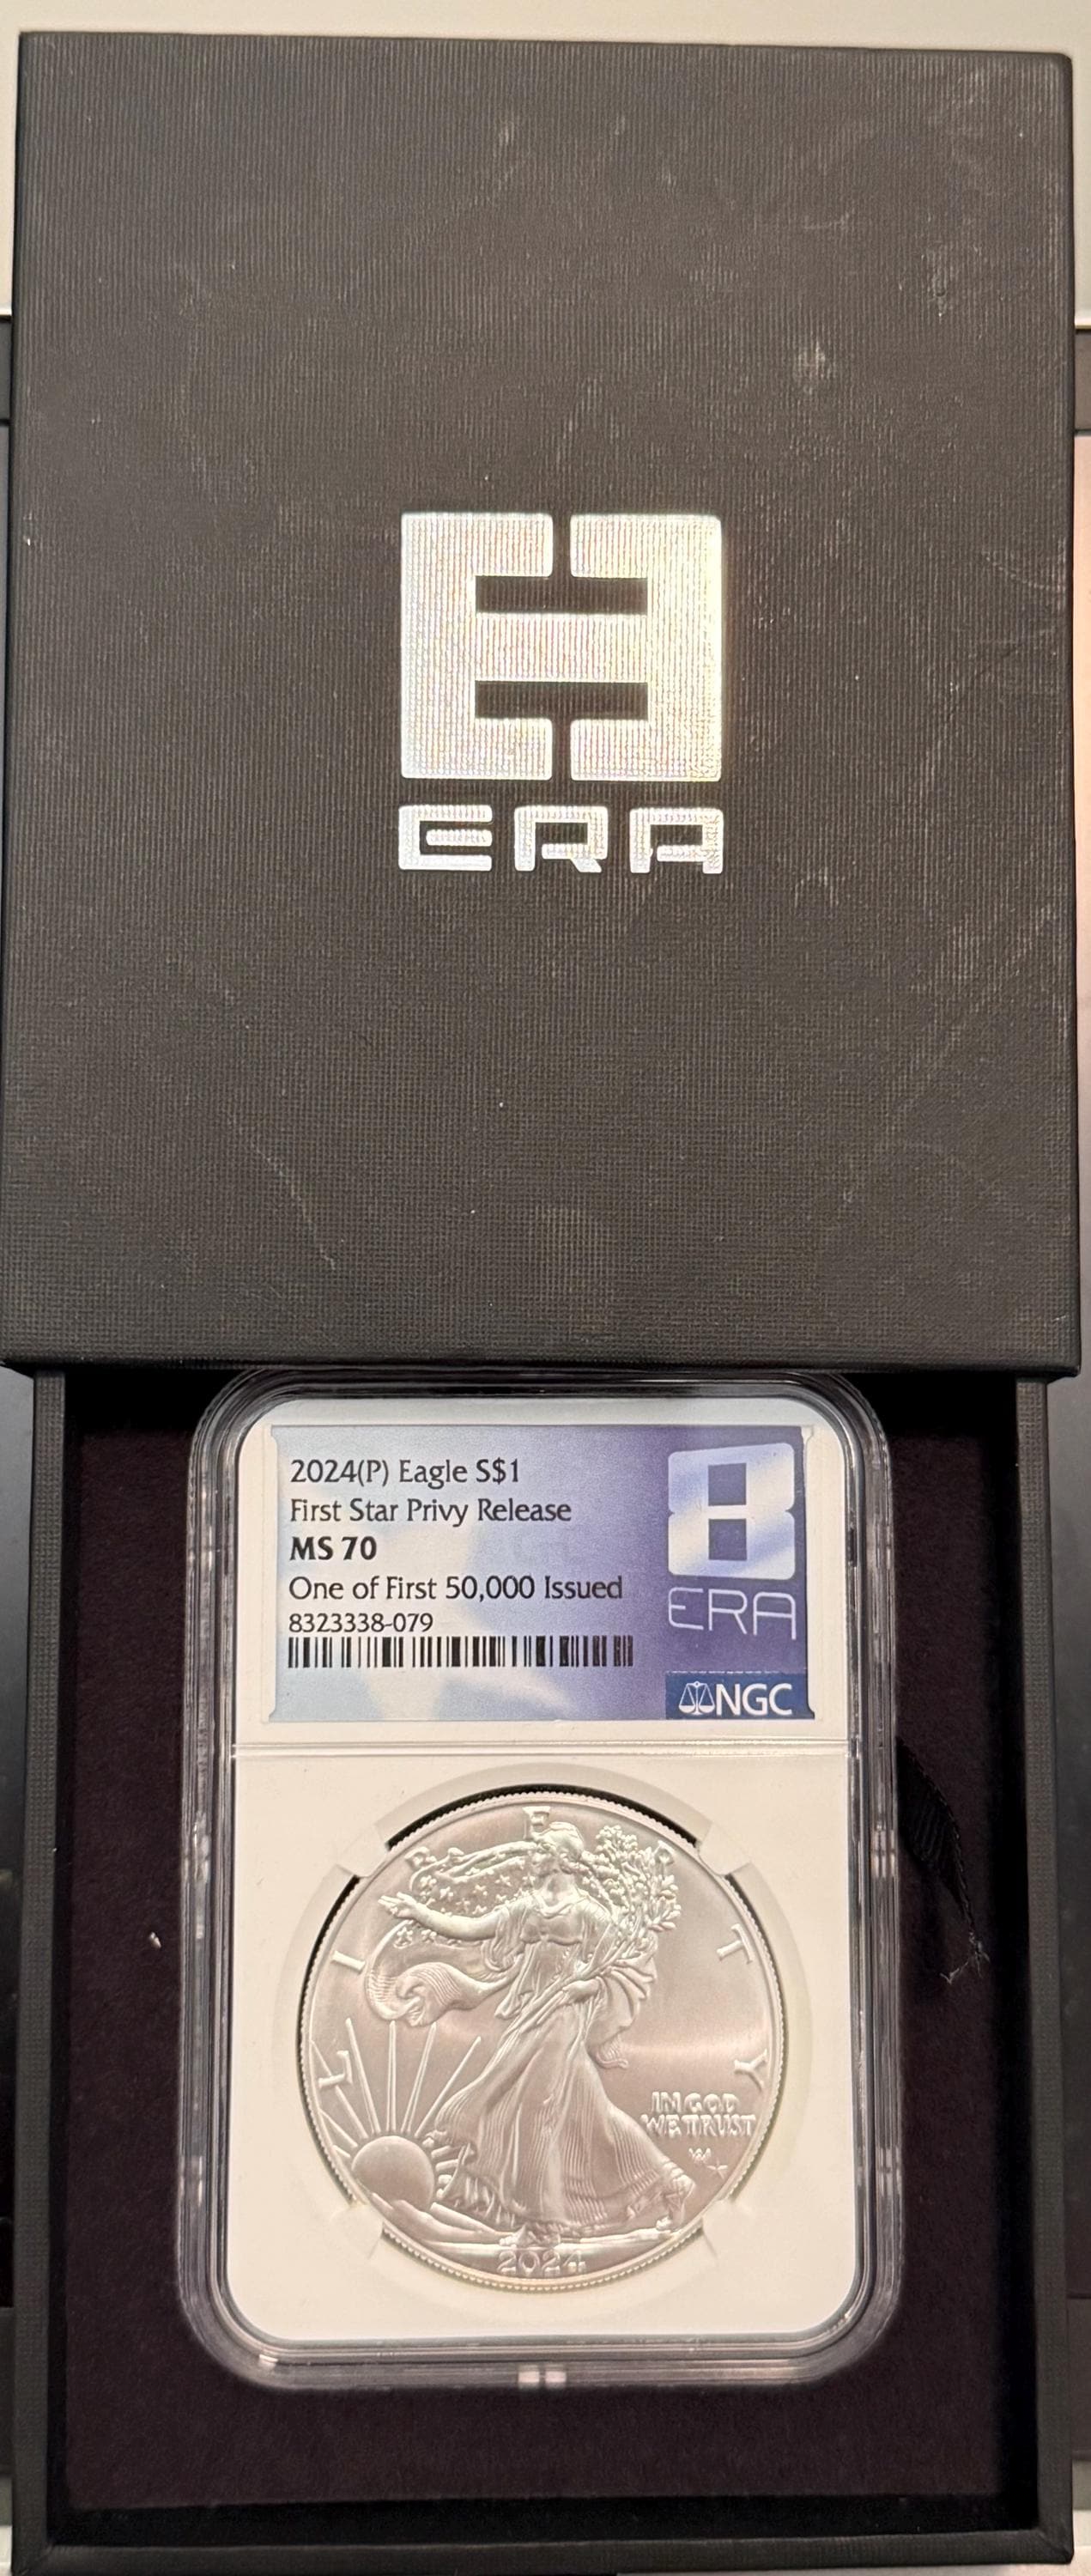 ERA
2024(P) Eagle S$1
First Star Privy Release
MS 70
One of First 50,000 Issued
8323338-079
ERA
NGC
LIBERTY
IN GOD
WE TRUST
2024